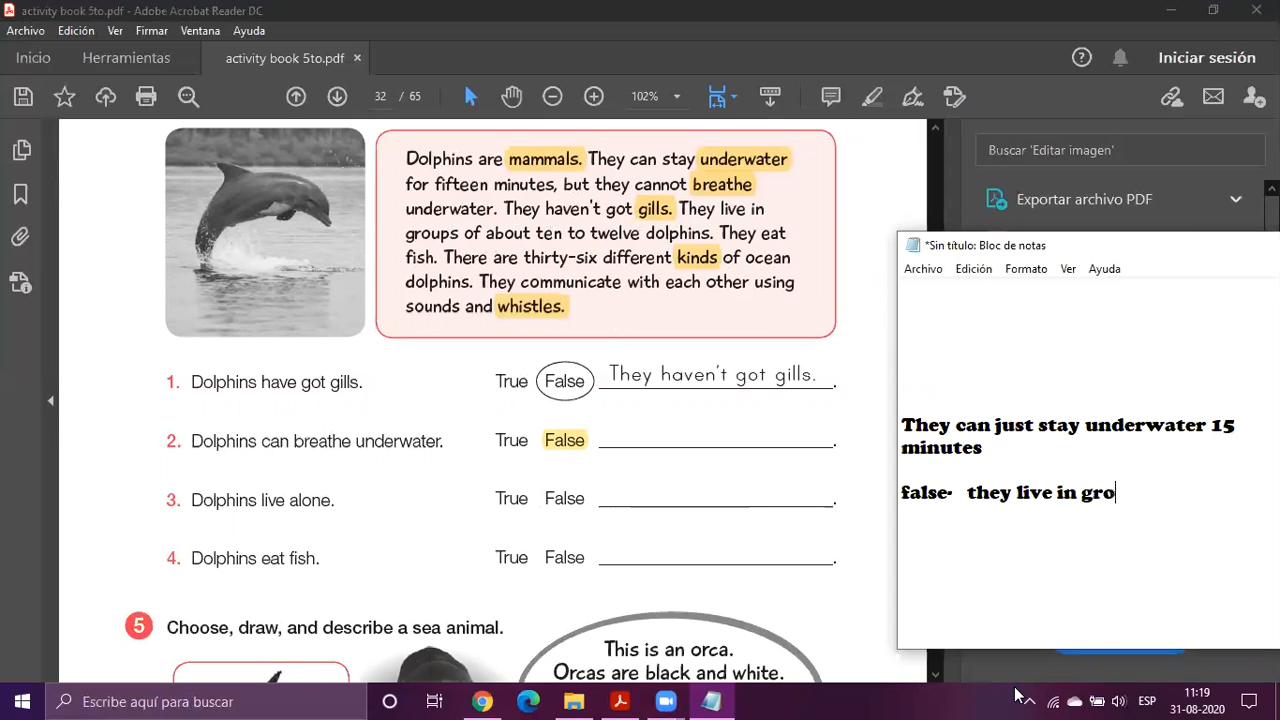 activity book 5to.pdf - Adobe Acrobat Reader DC
Archivo Edición Ver Firmar Ventana Ayuda
Inicio Herramientas activity book 5to.pdf × Iniciar sesión
32 / 65 102%
Buscar 'Editar imagen'
Exportar archivo PDF
Dolphins are mammals. They can stay underwater
for fifteen minutes, but they cannot breathe
underwater. They haven't got gills. They live in
groups of about ten to twelve dolphins. They eat
fish. There are thirty-six different kinds of ocean
dolphins. They communicate with each other using
sounds and whistles.
1. Dolphins have got gills. True False They haven't got gills.
2. Dolphins can breathe underwater. True False .
3. Dolphins live alone. True False .
4. Dolphins eat fish. True False .
5 Choose, draw, and describe a sea animal.
This is an orca.
Orcas are black and white.
*Sin título: Bloc de notas
Archivo Edición Formato Ver Ayuda
They can just stay underwater 15
minutes
false- they live in gro
Escribe aquí para buscar
ESP
11:19
31-08-2020